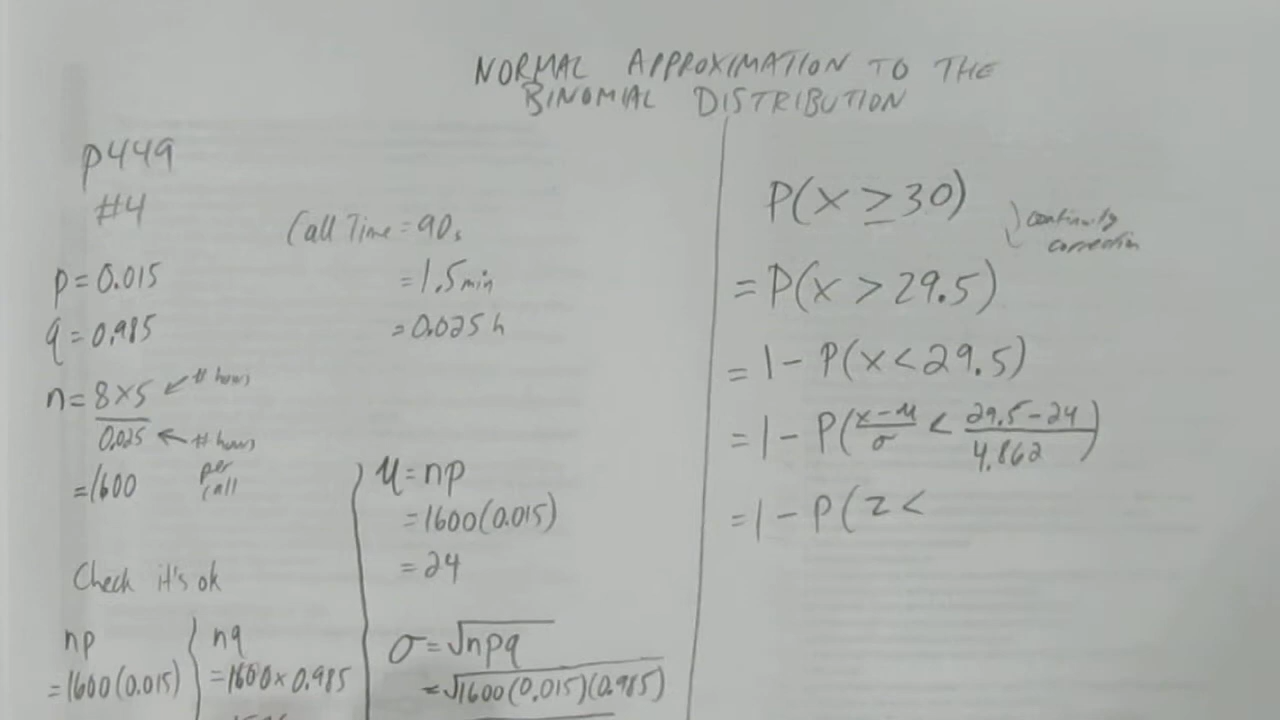 NORMAL APPROXIMATION TO THE
BINOMIAL DISTRIBUTION
p449
#4
Call Time = 90s
= 1.5 min
= 0.025 h
p = 0.015
q = 0.985
n = 8×5 ← # hours
0.025 ← # hours per call
= 1600
Check it's ok
np
= 1600(0.015)
nq
= 1600 × 0.985
μ = np
= 1600(0.015)
= 24
σ = √npq
= √1600(0.015)(0.985)
P(x ≥ 30)
continuity
correction
= P(x > 29.5)
= 1 - P(x < 29.5)
= 1 - P(x-μ/σ < 29.5-24/4.862)
= 1 - P(z <